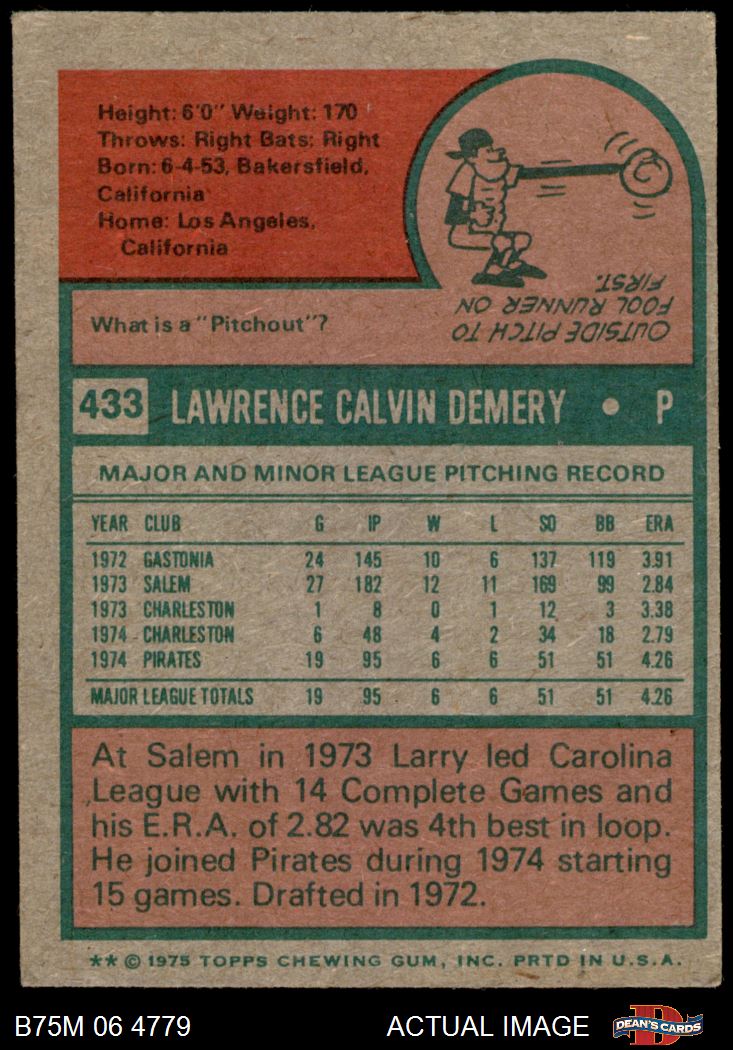 Height: 6'0" Weight: 170
Throws: Right Bats: Right
Born: 6-4-53, Bakersfield,
California
Home: Los Angeles,
California
What is a "Pitchout"?
OUTSIDE PITCH TO
FOOL RUNNER ON
FIRST.
433 LAWRENCE CALVIN DEMERY • P
MAJOR AND MINOR LEAGUE PITCHING RECORD
YEAR CLUB G IP W L SO BB ERA
1972 GASTONIA 24 145 10 6 137 119 3.91
1973 SALEM 27 182 12 11 169 99 2.84
1973 CHARLESTON 1 8 0 1 12 3 3.38
1974 CHARLESTON 6 48 4 2 34 18 2.79
1974 PIRATES 19 95 6 6 51 51 4.26
MAJOR LEAGUE TOTALS 19 95 6 6 51 51 4.26
At Salem in 1973 Larry led Carolina
League with 14 Complete Games and
his E.R.A. of 2.82 was 4th best in loop.
He joined Pirates during 1974 starting
15 games. Drafted in 1972.
** © 1975 TOPPS CHEWING GUM, INC. PRTD IN U.S.A.
B75M 06 4779 ACTUAL IMAGE D DEAN'S CARDS